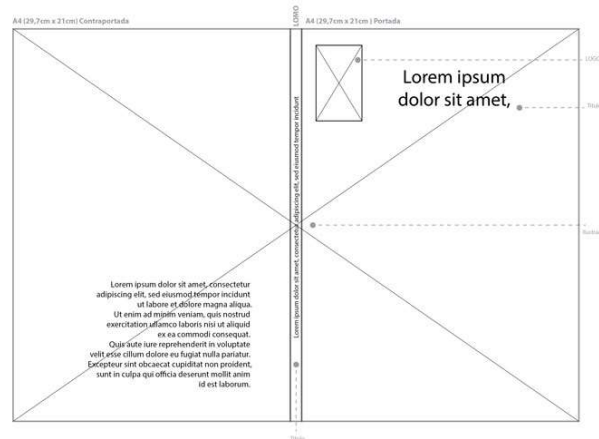 A4 (29,7cm x 21cm) Contraportada
LOMO
A4 (29,7cm x 21cm | Portada
Lorem ipsum
dolor sit amet,
Lorem ipsum dolor sit amet, consectetur adipiscing elit, sed eiusmod tempor incidunt
Lorem ipsum dolor sit amet, consectetur
adipiscing elit, sed eiusmod tempor incidunt
ut labore et dolore magna aliqua.
Ut enim ad minim veniam, quis nostrud
exercitation ullamco laboris nisi ut aliquid
ex ea commodi consequat.
Quis aute iure reprehenderit in voluptate
velit esse cillum dolore eu fugiat nulla pariatur.
Excepteur sint obcaecat cupiditat non proident,
sunt in culpa qui officia deserunt mollit anim
id est laborum.